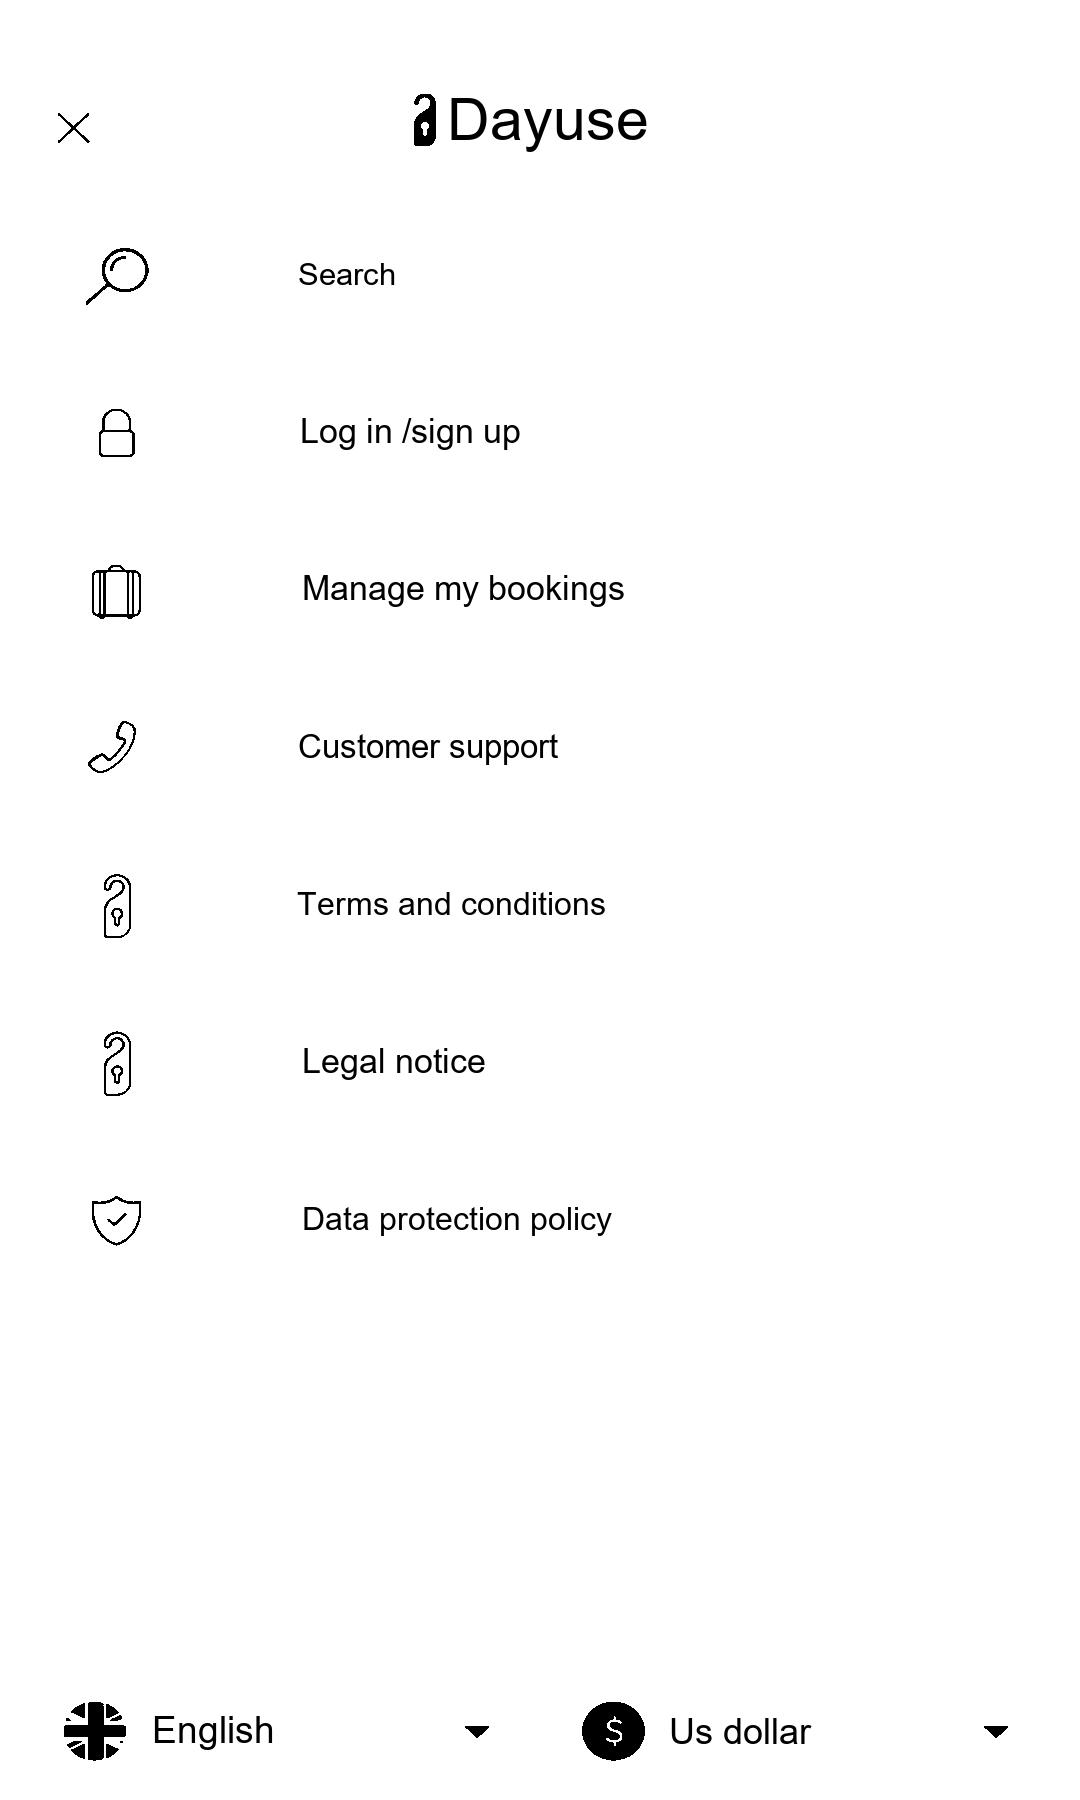 Dayuse
Search
Log in /sign up
Manage my bookings
Customer support
Terms and conditions
Legal notice
Data protection policy
English
$ Us dollar